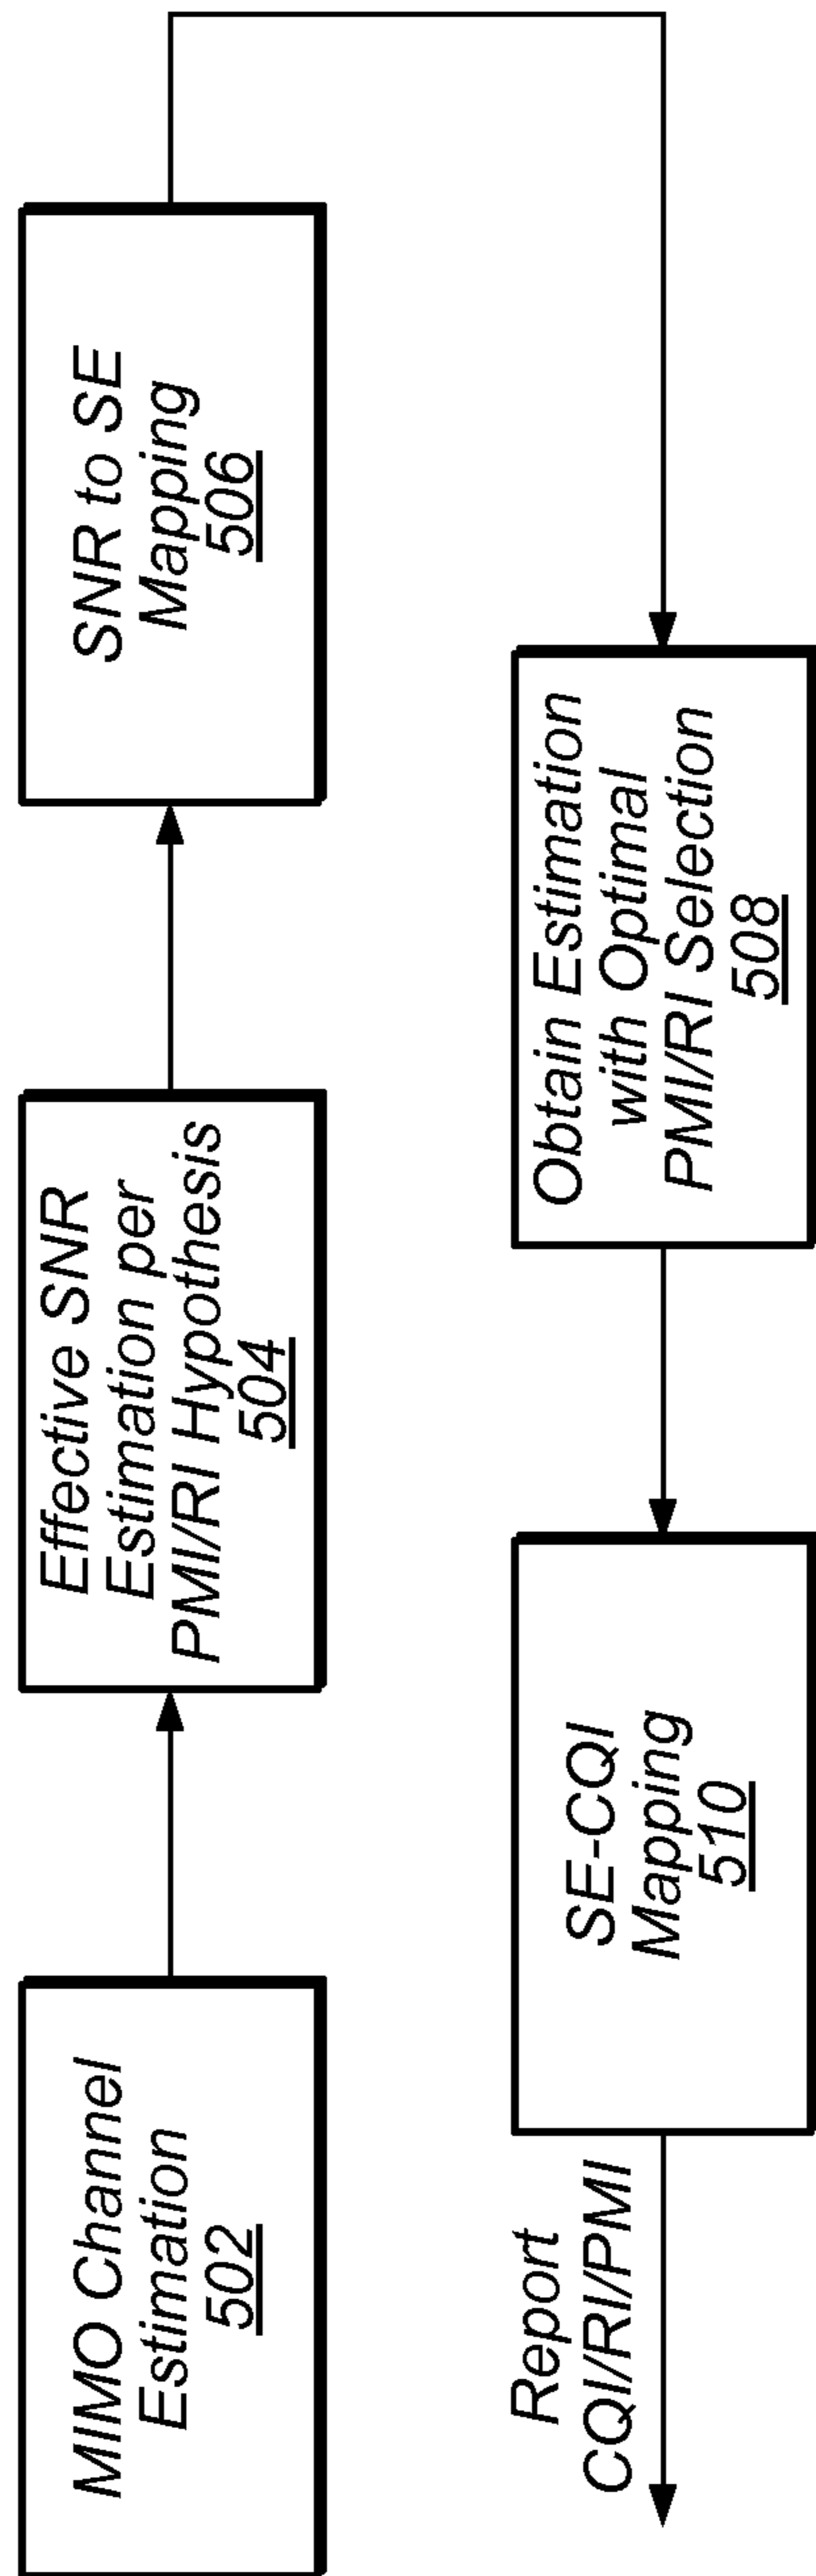 MIMO Channel
Estimation
502
Effective SNR
Estimation per
PMI/RI Hypothesis
504
SNR to SE
Mapping
506
Obtain Estimation
with Optimal
PMI/RI Selection
508
SE-CQI
Mapping
510
Report
CQI/RI/PMI